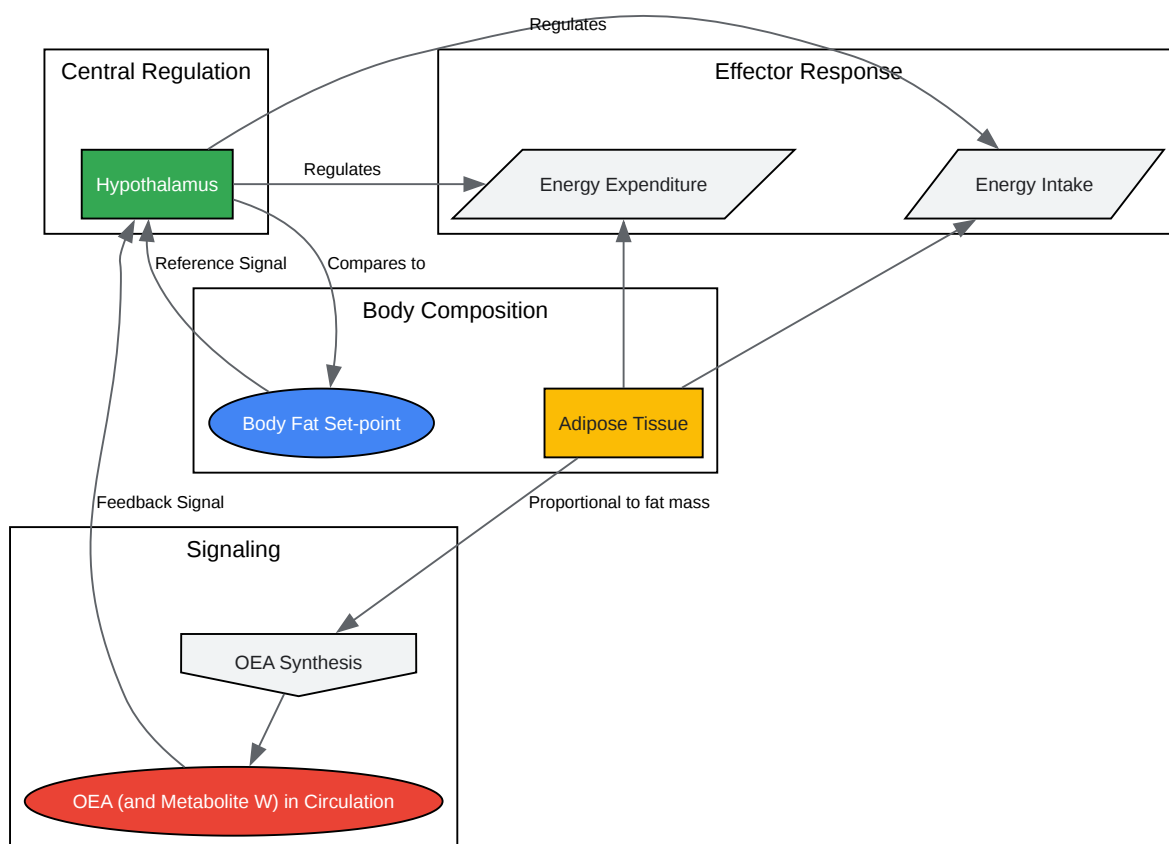 Regulates
Central Regulation
Effector Response
Hypothalamus
Regulates
Energy Expenditure
Energy Intake
Reference Signal
Compares to
Body Composition
Body Fat Set-point
Adipose Tissue
Feedback Signal
Proportional to fat mass
Signaling
OEA Synthesis
OEA (and Metabolite W) in Circulation